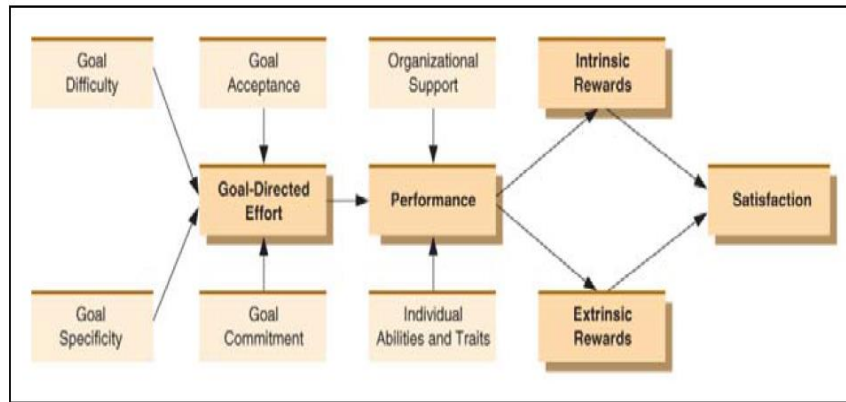 Goal
Difficulty
Goal
Acceptance
Organizational
Support
Intrinsic
Rewards
Goal-Directed
Effort
Performance
Satisfaction
Goal
Specificity
Goal
Commitment
Individual
Abilities and Traits
Extrinsic
Rewards